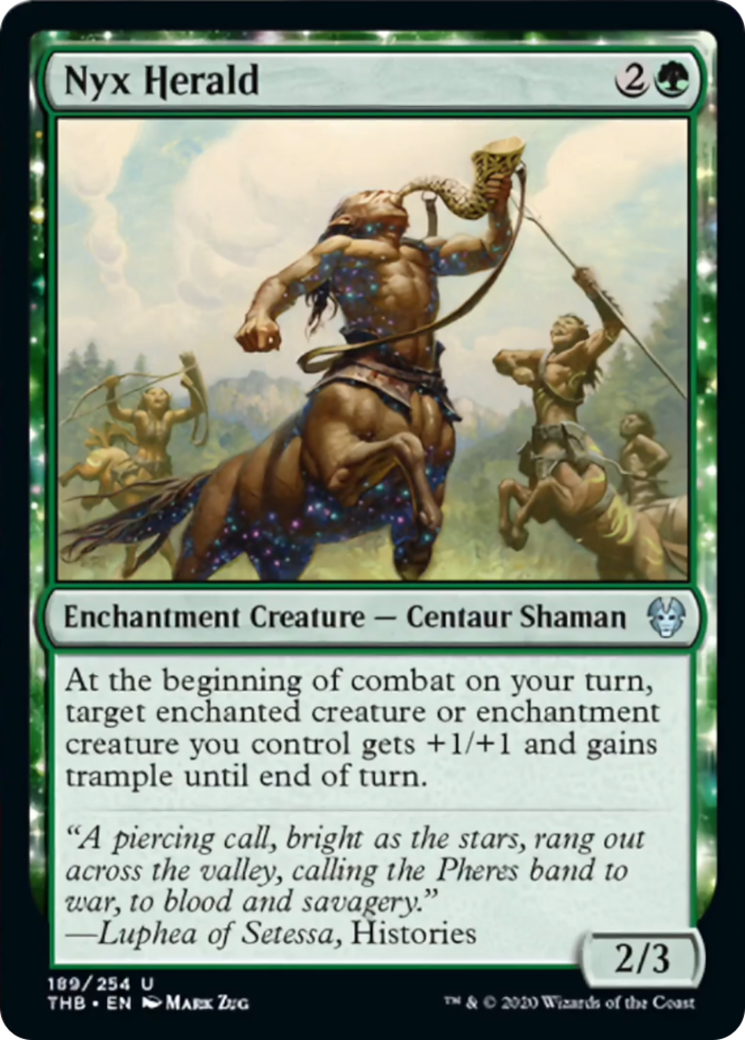 Nyx Herald
2
Enchantment Creature — Centaur Shaman
At the beginning of combat on your turn,
target enchanted creature or enchantment
creature you control gets +1/+1 and gains
trample until end of turn.
“A piercing call, bright as the stars, rang out
across the valley, calling the Pheres band to
war, to blood and savagery.”
—Luphea of Setessa, Histories
2/3
189/254 U
THB • EN Mark Zug
™ & © 2020 Wizards of the Coast